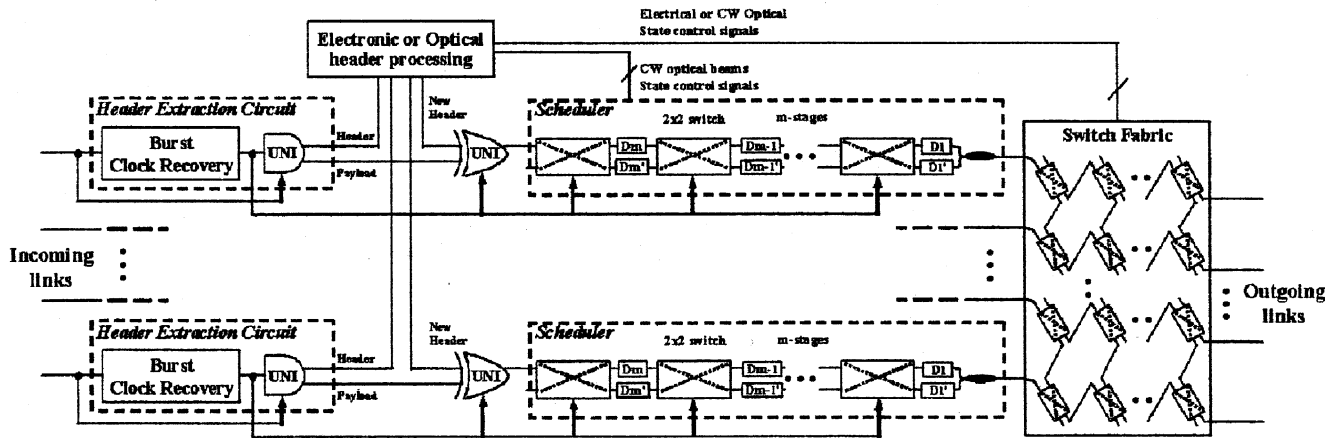 Electrical or CW Optical
State control signals
Electronic or Optical
header processing
CW optical beams
State control signals
Header Extraction Circuit
Burst
Clock Recovery
UNI
Header
Payload
New
Header
UNI
Scheduler
2x2 switch
m-stages
Dm
Dm'
Dm-1
Dm-1'
D1
D1'
Switch Fabric
Incoming
links
Outgoing
links
Header Extraction Circuit
Burst
Clock Recovery
UNI
Header
Payload
New
Header
UNI
Scheduler
2x2 switch
m-stages
Dm
Dm'
Dm-1
Dm-1'
D1
D1'